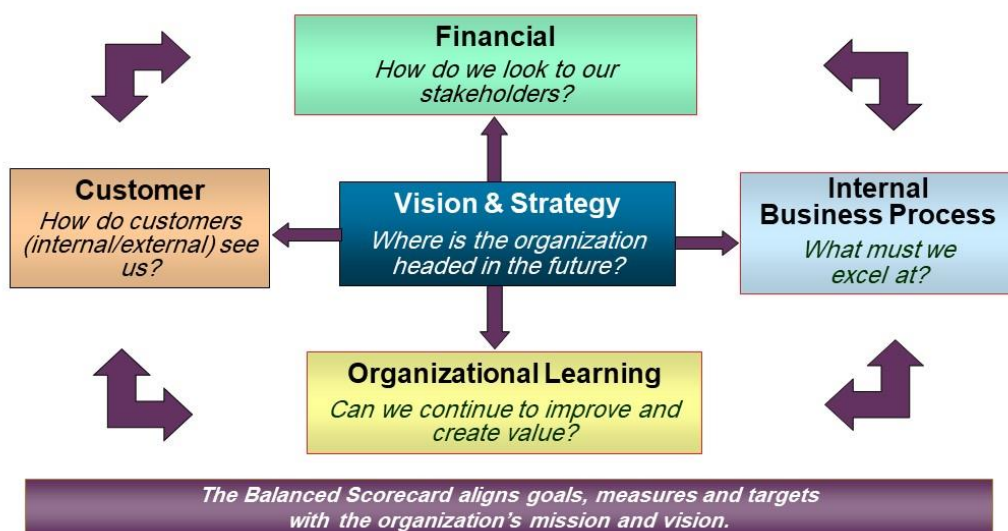 Financial
How do we look to our
stakeholders?
Customer
How do customers
(internal/external) see
us?
Vision & Strategy
Where is the organization
headed in the future?
Internal
Business Process
What must we
excel at?
Organizational Learning
Can we continue to improve and
create value?
The Balanced Scorecard aligns goals, measures and targets
with the organization's mission and vision.